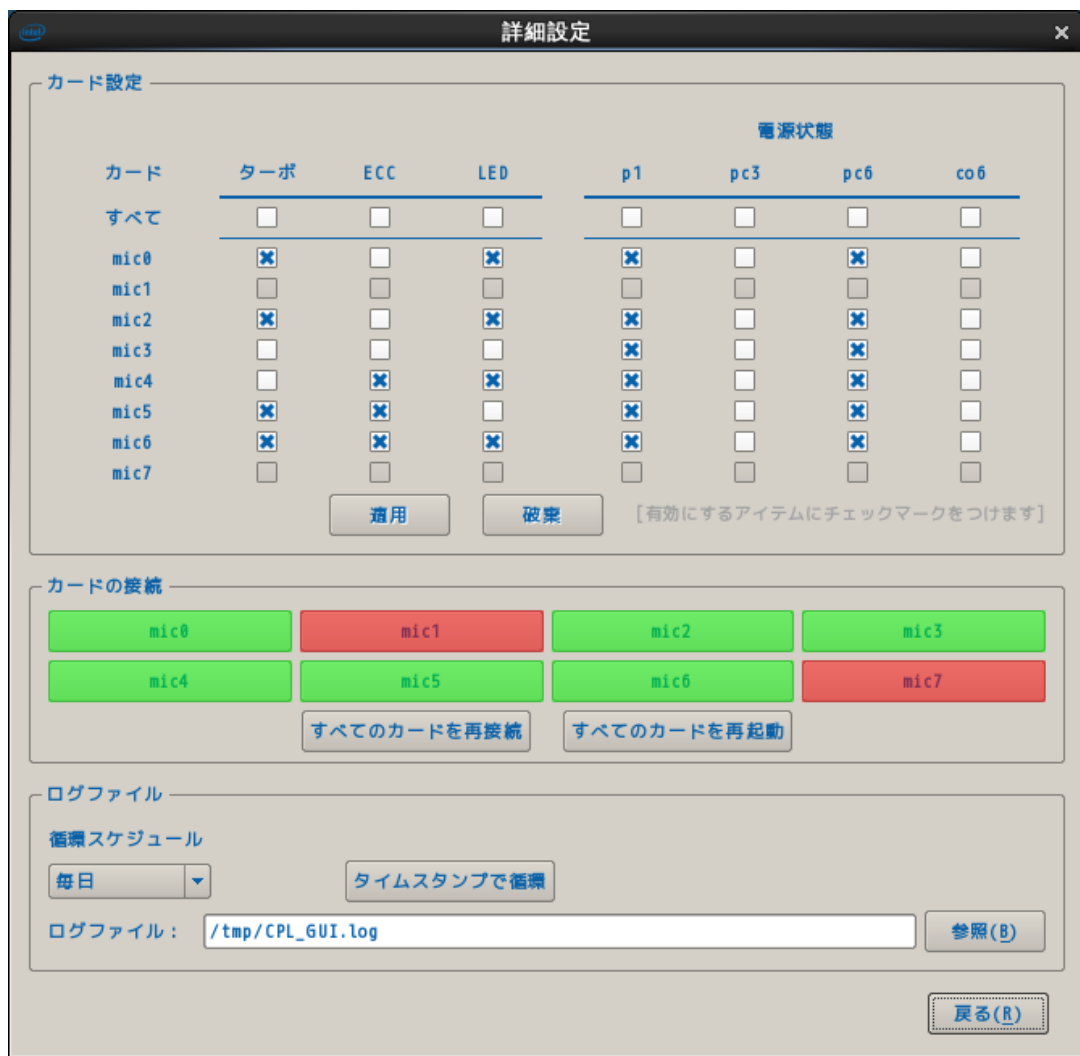 intel
詳細設定
カード設定
電源状態
カード ターボ ECC LED p1 pc3 pc6 co6
すべて
mic0
mic1
mic2
mic3
mic4
mic5
mic6
mic7
適用 破棄 [有効にするアイテムにチェックマークをつけます]
カードの接続
mic0 mic1 mic2 mic3
mic4 mic5 mic6 mic7
すべてのカードを再接続 すべてのカードを再起動
ログファイル
循環スケジュール
毎日 タイムスタンプで循環
ログファイル： /tmp/CPL_GUI.log 参照(B)
戻る(R)